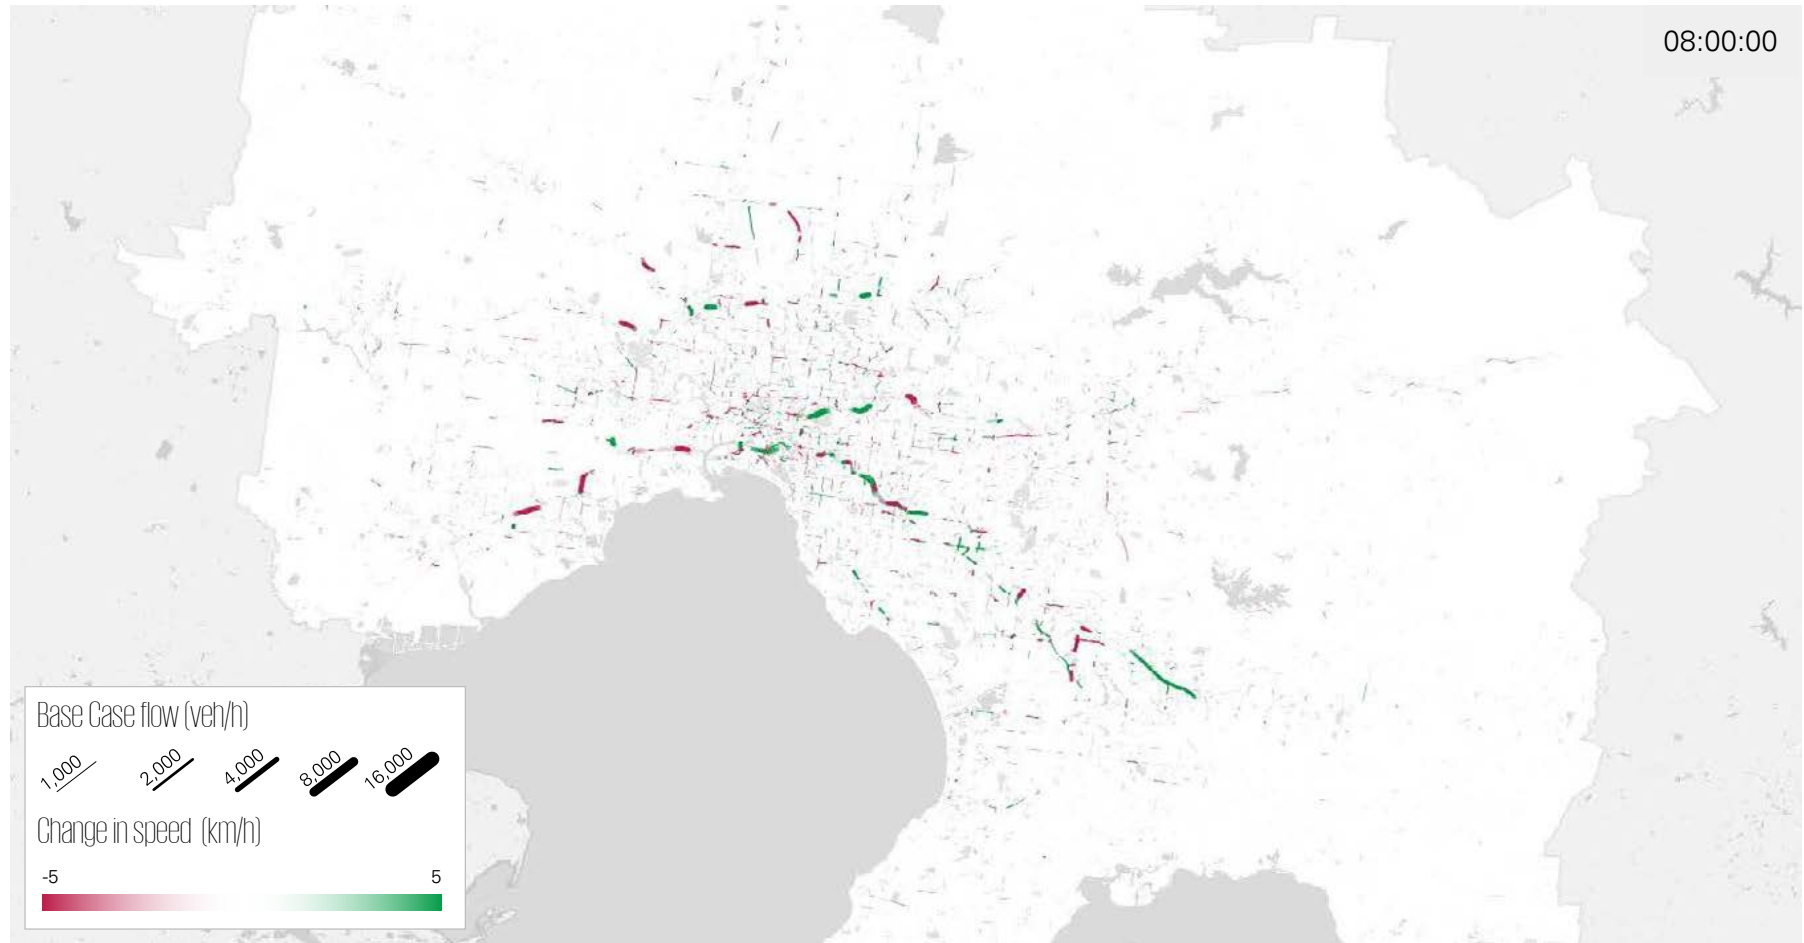 08:00:00
Base Case flow (veh/h)
1,000 2,000 4,000 8,000 16,000
Change in speed (km/h)
-5 5